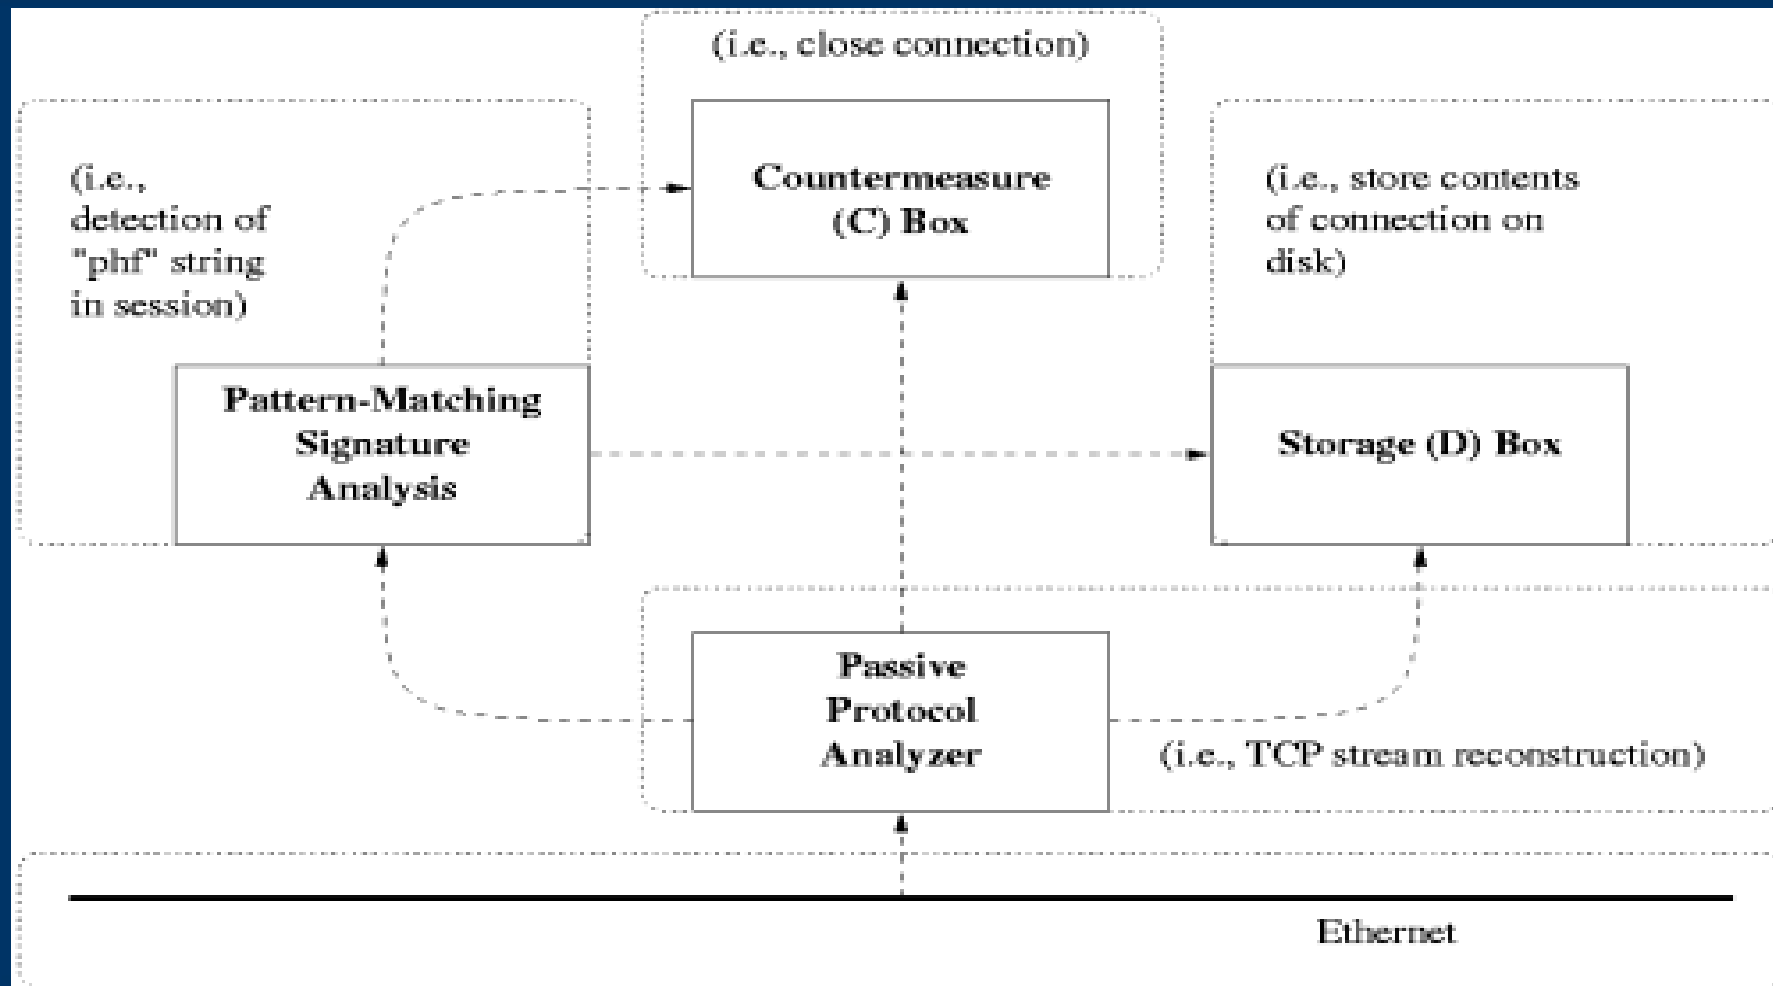 (i.e., close connection)
Countermeasure
(C) Box
(i.e.,
detection of
"phf" string
in session)
(i.e., store contents
of connection on
disk)
Pattern-Matching
Signature
Analysis
Storage (D) Box
Passive
Protocol
Analyzer
(i.e., TCP stream reconstruction)
Ethernet